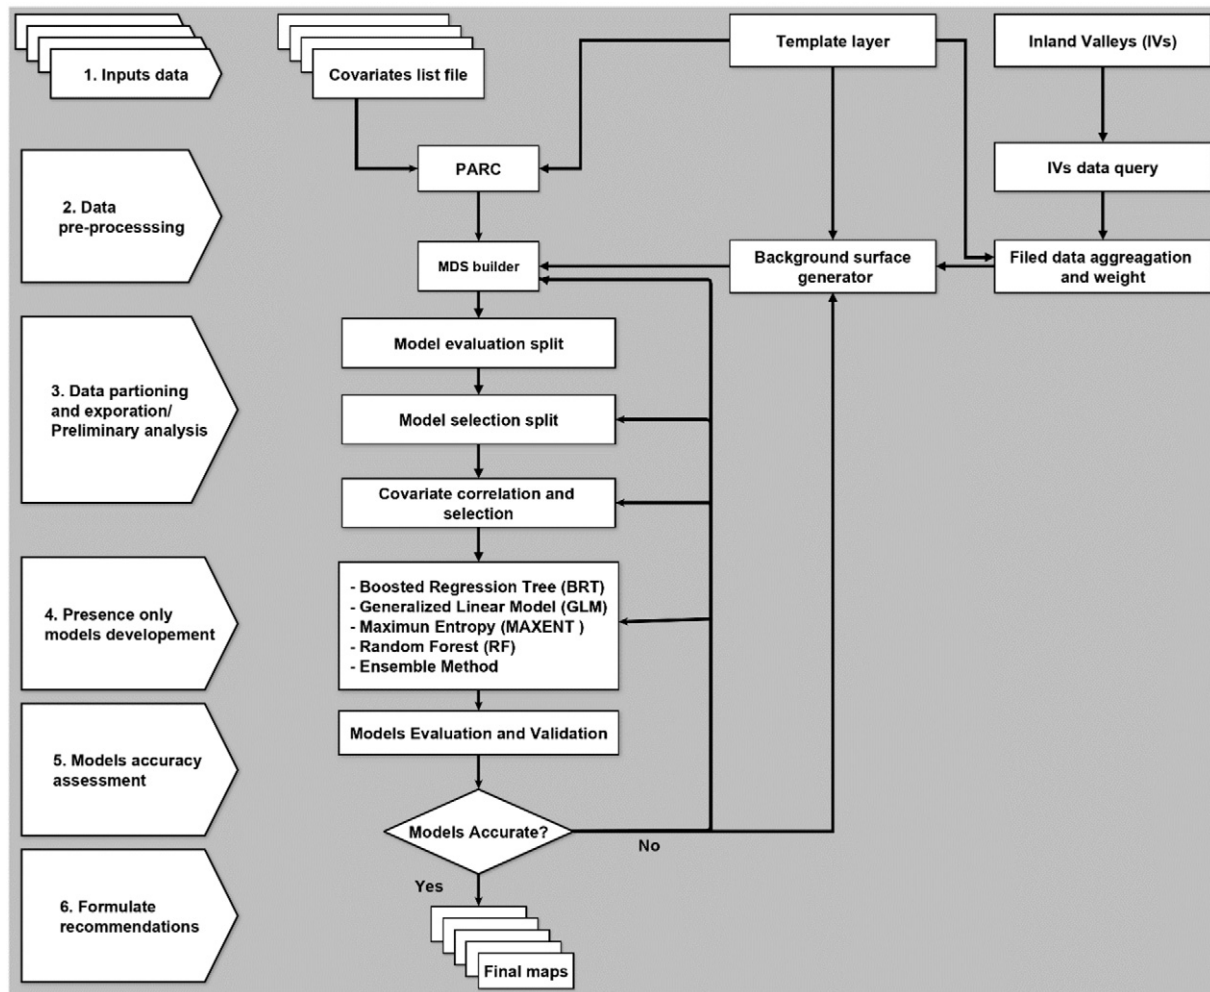 1. Inputs data
Covariates list file
Template layer
Inland Valleys (IVs)
2. Data
pre-processsing
PARC
IVs data query
MDS builder
Background surface
generator
Filed data aggreagation
and weight
3. Data partioning
and exporation/
Preliminary analysis
Model evaluation split
Model selection split
Covariate correlation and
selection
4. Presence only
models developement
- Boosted Regression Tree (BRT)
- Generalized Linear Model (GLM)
- Maximun Entropy (MAXENT )
- Random Forest (RF)
- Ensemble Method
5. Models accuracy
assessment
Models Evaluation and Validation
Models Accurate?
No
Yes
6. Formulate
recommendations
Final maps